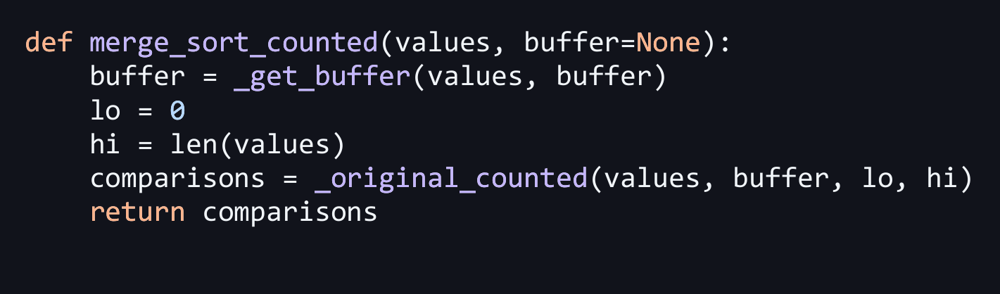 def merge_sort_counted(values, buffer=None):
    buffer = _get_buffer(values, buffer)
    lo = 0
    hi = len(values)
    comparisons = _original_counted(values, buffer, lo, hi)
    return comparisons